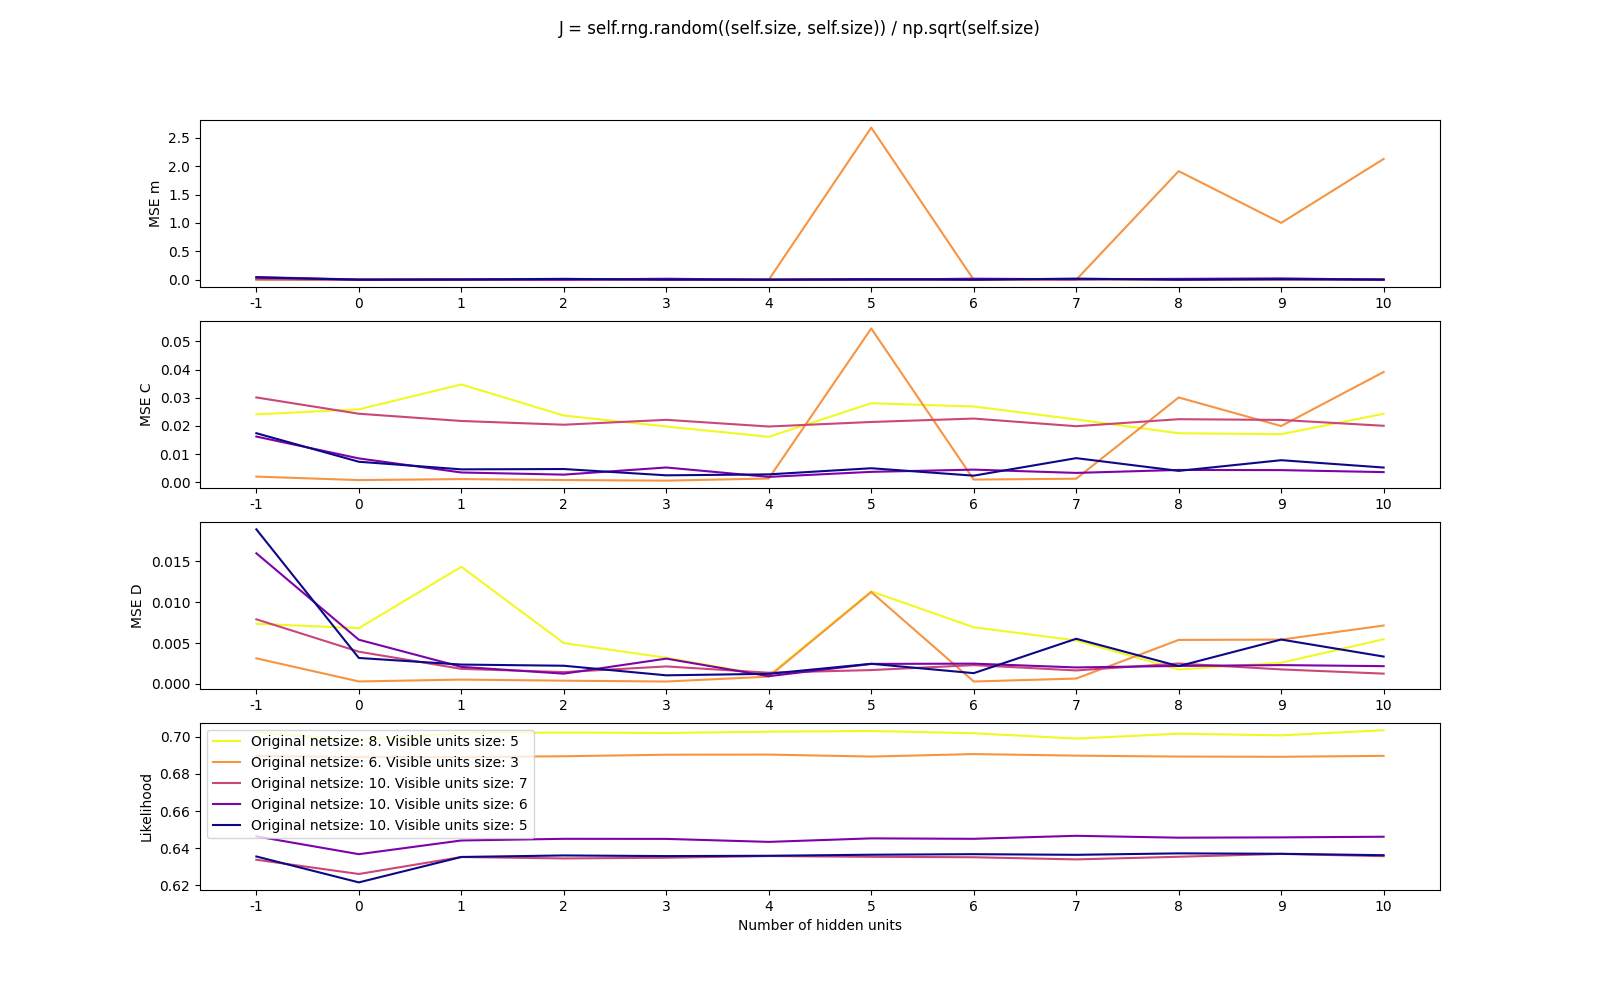 J = self.rng.random((self.size, self.size)) / np.sqrt(self.size)
2.5
2.0
1.5
1.0
0.5
0.0
MSE m
-1 0 1 2 3 4 5 6 7 8 9 10
0.05
0.04
0.03
0.02
0.01
0.00
MSE C
-1 0 1 2 3 4 5 6 7 8 9 10
0.015
0.010
0.005
0.000
MSE D
-1 0 1 2 3 4 5 6 7 8 9 10
0.70
0.68
0.66
0.64
0.62
Likelihood
Original netsize: 8. Visible units size: 5
Original netsize: 6. Visible units size: 3
Original netsize: 10. Visible units size: 7
Original netsize: 10. Visible units size: 6
Original netsize: 10. Visible units size: 5
-1 0 1 2 3 4 5 6 7 8 9 10
Number of hidden units